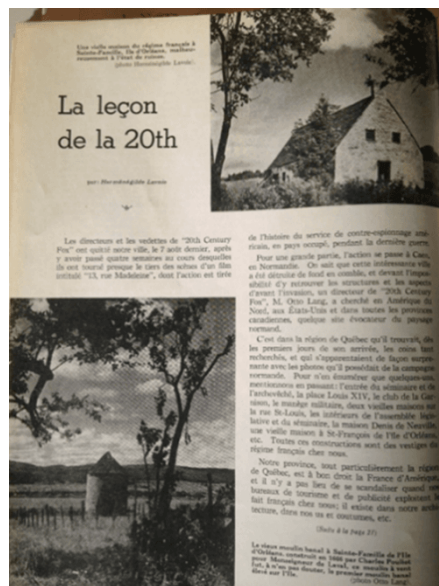 Une vieille maison du régime français à
Sainte-Famille, Ile d'Orléans, malheu-
reusement à l'état de ruines.
(photo Herménégilde Lavoie).
La leçon
de la 20th
par: Herménégilde Lavoie
Les directeurs et les vedettes de "20th Century
Fox" ont quitté notre ville, le 7 août dernier, après
y avoir passé quatre semaines au cours desquelles
ils ont tourné presque le tiers des scènes d'un film
intitulé "13, rue Madeleine", dont l'action est tirée
de l'histoire du service de contre-espionnage amé-
ricain, en pays occupé, pendant la dernière guerre.
Pour une grande partie, l'action se passe à Caen,
en Normandie. On sait que cette intéressante ville
a été détruite de fond en comble, et devant l'impos-
sibilité d'y retrouver les structures et les aspects
d'avant l'invasion, un directeur de "20th Century
Fox", M. Otto Lang, a cherché en Amérique du
Nord, aux États-Unis et dans toutes les provinces
canadiennes, quelque site évocateur du paysage
normand.
C'est dans la région de Québec qu'il trouvait, dès
les premiers jours de son arrivée, les coins tant
recherchés, et qui s'apparentaient de façon surpre-
nante avec les photos qu'il possédait de la campagne
normande. Pour n'en énumérer que quelques-uns,
mentionnons en passant: l'entrée du séminaire et de
l'archevêché, la place Louis XIV, le club de la Gar-
nison, le manège militaire, deux vieilles maisons sur
la rue St-Louis, les intérieurs de l'assemblée légis-
lative et du séminaire, la maison Denis de Neuville,
une vieille maison à St-François de l'Ile d'Orléans,
etc. Toutes ces constructions sont des vestiges du
régime français chez nous.
Notre province, tout particulièrement la région
de Québec, est à bon droit la France d'Amérique,
et il n'y a pas lieu de se scandaliser quand nos
bureaux de tourisme et de publicité exploitent le
fait français chez nous; il existe dans notre archi-
tecture, dans nos us et coutumes, etc.
(Suite à la page 27)
Le vieux moulin banal à Sainte-Famille de l'Ile
d'Orléans, construit en 1668 par Charles Pouliot
pour Monseigneur de Laval, ce moulin à vent
fut, à n'en pas douter, le premier moulin banal
élevé sur l'Ile.
(photo Otto Lang)